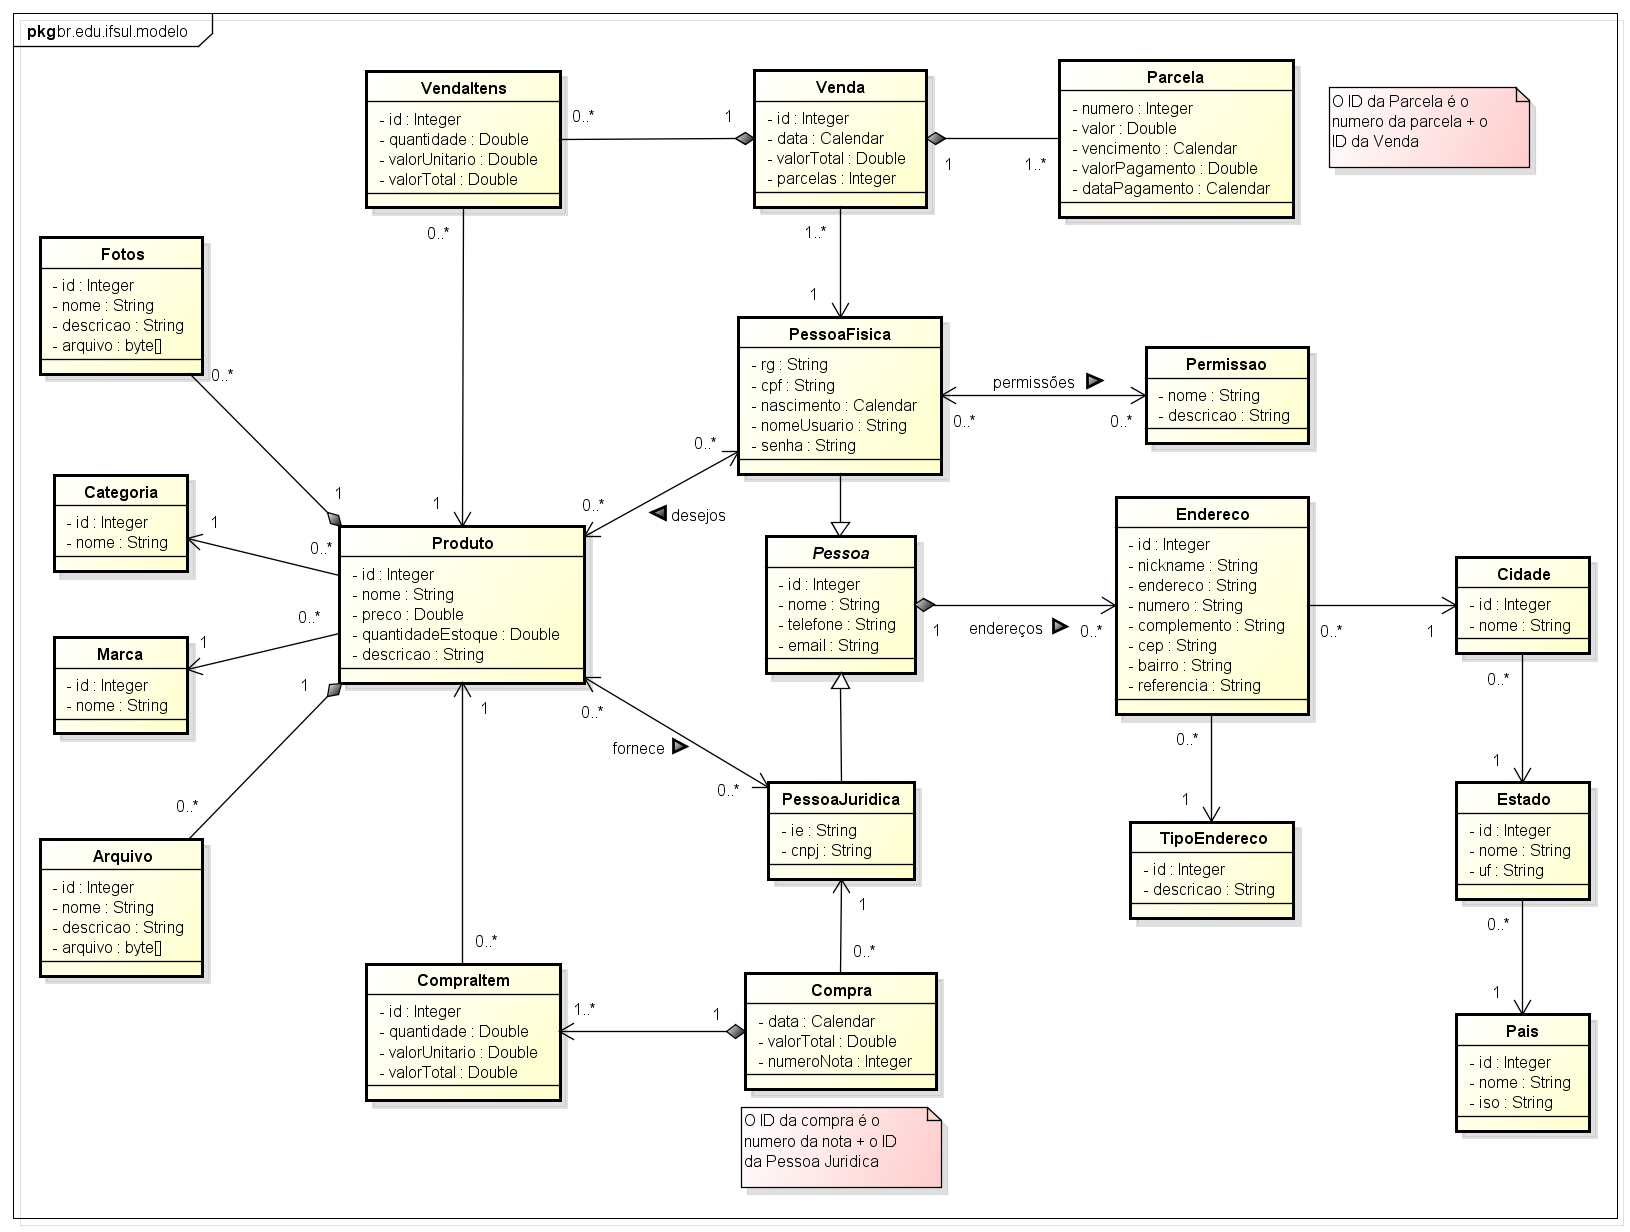 pkgbr.edu.ifsul.modelo
VendaItens
- id : Integer
- quantidade : Double
- valorUnitario : Double
- valorTotal : Double
0..*
1
Venda
- id : Integer
- data : Calendar
- valorTotal : Double
- parcelas : Integer
1
1..*
Parcela
- numero : Integer
- valor : Double
- vencimento : Calendar
- valorPagamento : Double
- dataPagamento : Calendar
O ID da Parcela é o
numero da parcela + o
ID da Venda
0..*
1
1..*
1
Fotos
- id : Integer
- nome : String
- descricao : String
- arquivo : byte[]
0..*
1
PessoaFisica
- rg : String
- cpf : String
- nascimento : Calendar
- nomeUsuario : String
- senha : String
permissões
0..*
0..*
Permissao
- nome : String
- descricao : String
0..*
0..*
desejos
Categoria
- id : Integer
- nome : String
1
0..*
Produto
- id : Integer
- nome : String
- preco : Double
- quantidadeEstoque : Double
- descricao : String
Pessoa
- id : Integer
- nome : String
- telefone : String
- email : String
1
endereços
0..*
Endereco
- id : Integer
- nickname : String
- endereco : String
- numero : String
- complemento : String
- cep : String
- bairro : String
- referencia : String
0..*
1
Cidade
- id : Integer
- nome : String
0..*
1
Marca
- id : Integer
- nome : String
1
0..*
1
0..*
1
0..*
fornece
0..*
0..*
1
PessoaJuridica
- ie : String
- cnpj : String
TipoEndereco
- id : Integer
- descricao : String
Estado
- id : Integer
- nome : String
- uf : String
0..*
1
Arquivo
- id : Integer
- nome : String
- descricao : String
- arquivo : byte[]
0..*
1
0..*
CompraItem
- id : Integer
- quantidade : Double
- valorUnitario : Double
- valorTotal : Double
1..*
1
Compra
- data : Calendar
- valorTotal : Double
- numeroNota : Integer
Pais
- id : Integer
- nome : String
- iso : String
O ID da compra é o
numero da nota + o ID
da Pessoa Juridica